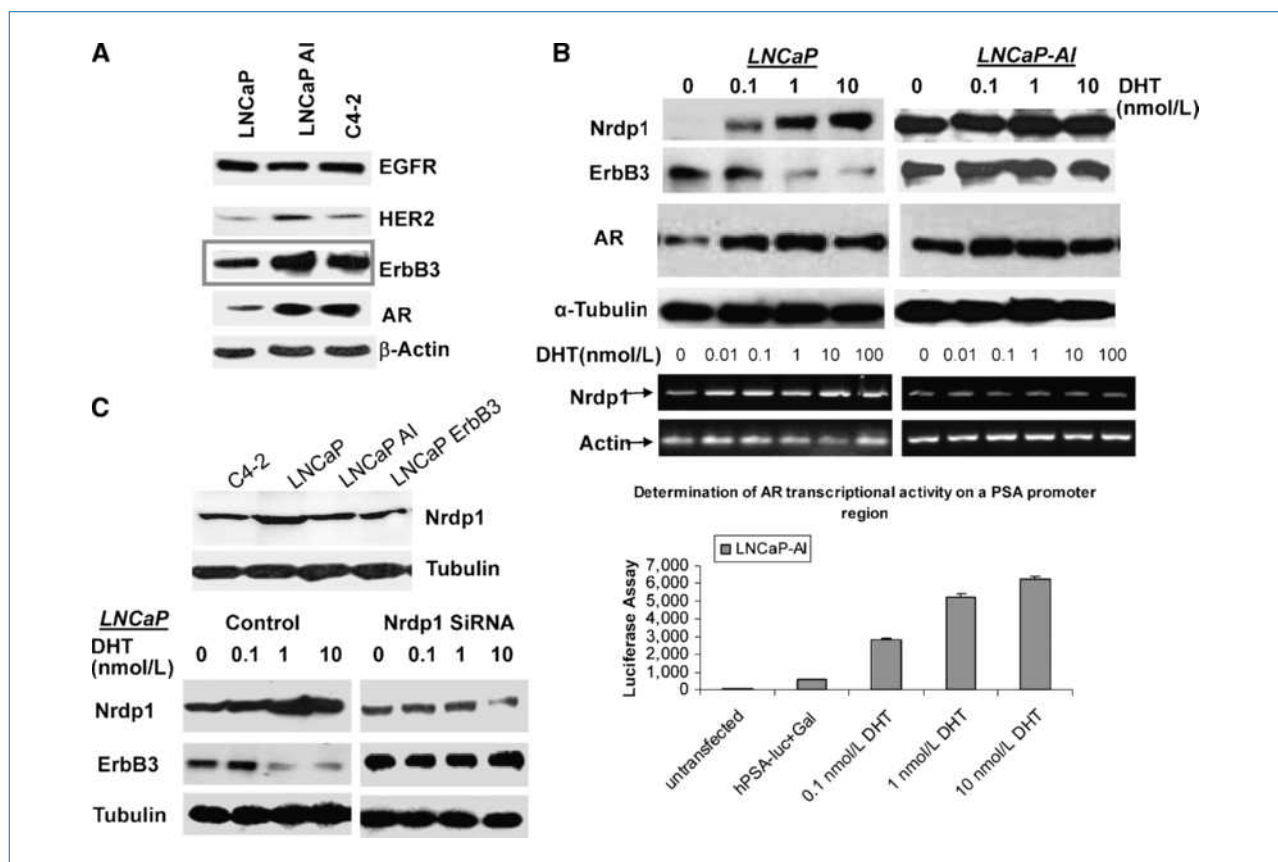 A
LNCaP
LNCaP AI
C4-2
EGFR
HER2
ErbB3
AR
β-Actin
B
LNCaP
LNCaP-AI
0 0.1 1 10
0 0.1 1 10
DHT
(nmol/L)
Nrdp1
ErbB3
AR
α-Tubulin
DHT(nmol/L) 0 0.01 0.1 1 10 100
0 0.01 0.1 1 10 100
Nrdp1
Actin
Determination of AR transcriptional activity on a PSA promoter
region
LNCaP-AI
Luciferase Assay
7,000
6,000
5,000
4,000
3,000
2,000
1,000
0
untransfected
hPSA-luc+Gal
0.1 nmol/L DHT
1 nmol/L DHT
10 nmol/L DHT
C
C4-2
LNCaP
LNCaP AI
LNCaP ErbB3
Nrdp1
Tubulin
LNCaP
Control
Nrdp1 SiRNA
DHT
(nmol/L)
0 0.1 1 10
0 0.1 1 10
Nrdp1
ErbB3
Tubulin